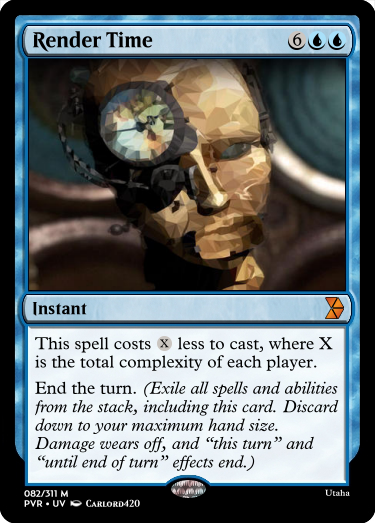 Render Time 6
Instant
This spell costs X less to cast, where X
is the total complexity of each player.
End the turn. (Exile all spells and abilities
from the stack, including this card. Discard
down to your maximum hand size.
Damage wears off, and “this turn” and
“until end of turn” effects end.)
082/311 M
Utaha
PVR • UV Carlord420